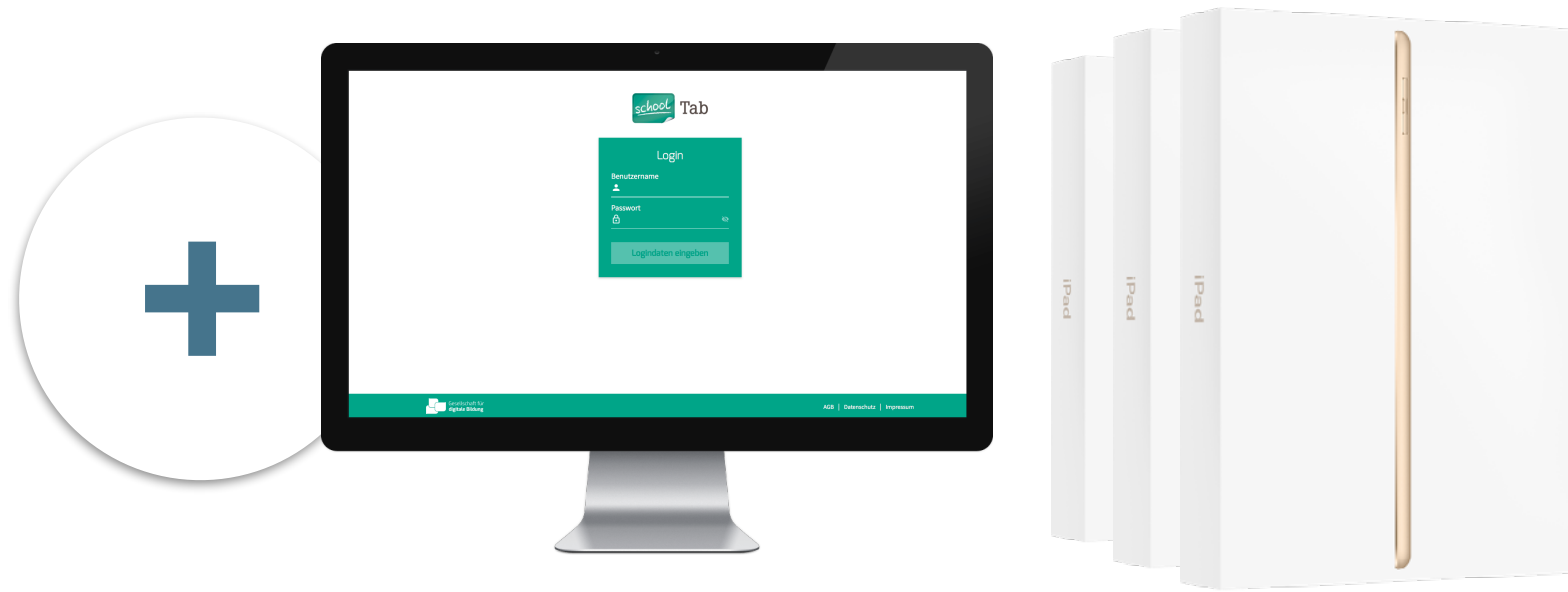 school Tab
Login
Benutzername
Passwort
Logindaten eingeben
Gesellschaft für
digitale Bildung
AGB | Datenschutz | Impressum
iPad
iPad
iPad